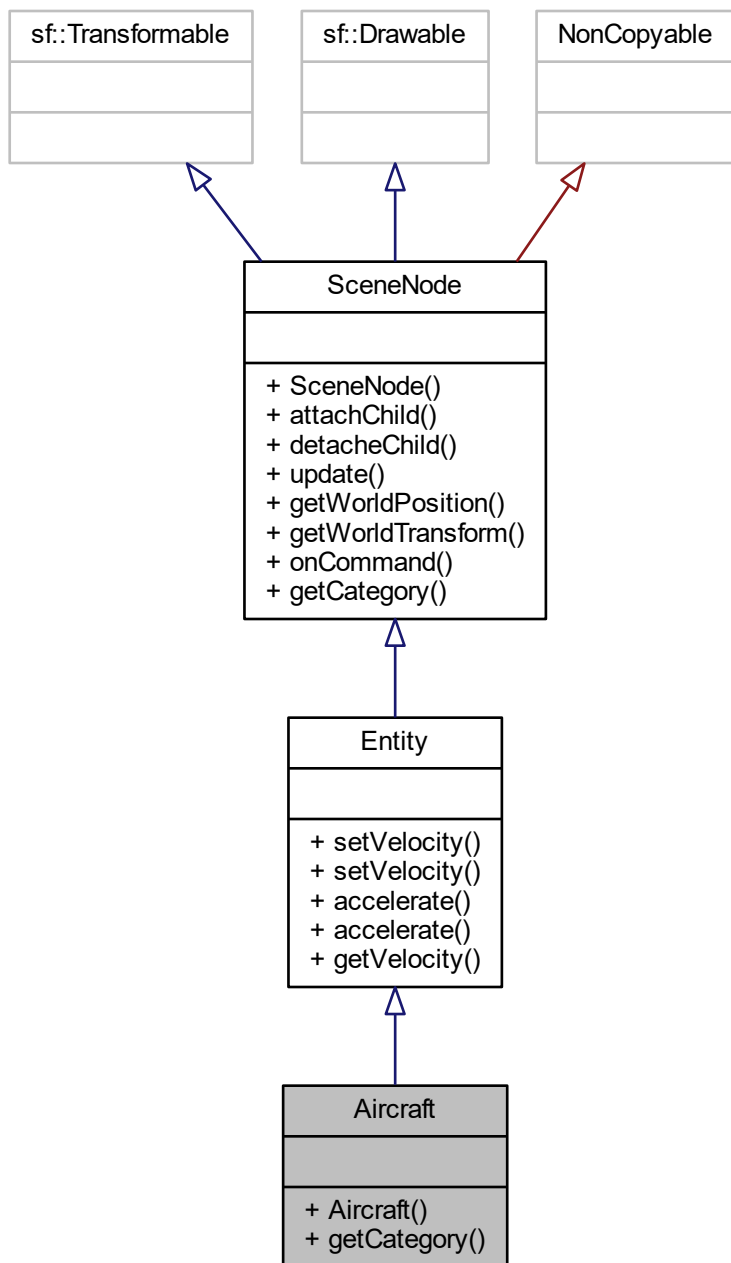 sf::Transformable
sf::Drawable
NonCopyable
SceneNode
+ SceneNode()
+ attachChild()
+ detacheChild()
+ update()
+ getWorldPosition()
+ getWorldTransform()
+ onCommand()
+ getCategory()
Entity
+ setVelocity()
+ setVelocity()
+ accelerate()
+ accelerate()
+ getVelocity()
Aircraft
+ Aircraft()
+ getCategory()